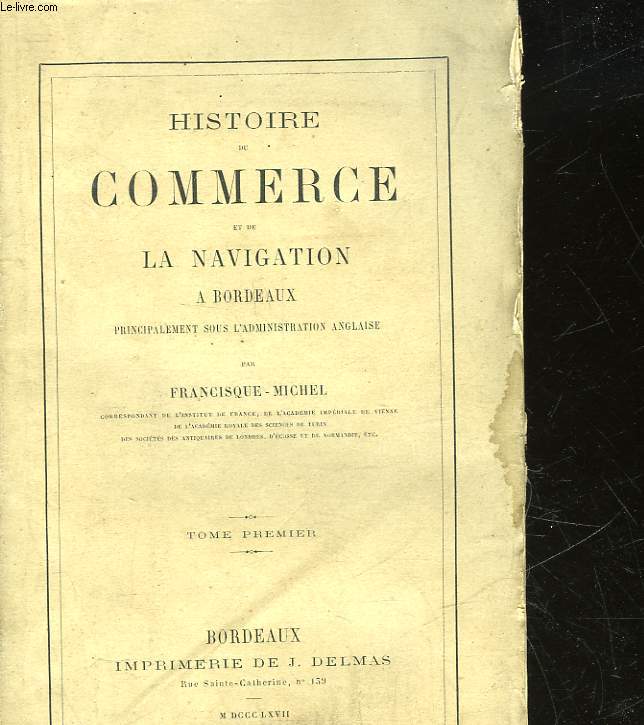 Le-livre.com
HISTOIRE
DU
COMMERCE
ET DE
LA NAVIGATION
A BORDEAUX
PRINCIPALEMENT SOUS L'ADMINISTRATION ANGLAISE
PAR
FRANCISQUE-MICHEL
CORRESPONDANT DE L'INSTITUT DE FRANCE, DE L'ACADÉMIE IMPÉRIALE DE VIENNE
DE L'ACADÉMIE ROYALE DES SCIENCES DE TURIN
DES SOCIÉTÉS DES ANTIQUAIRES DE LONDRES, D'ÉCOSSE ET DE NORMANDIE, ETC.
TOME PREMIER
BORDEAUX
IMPRIMERIE DE J. DELMAS
Rue Sainte-Catherine, n° 139
M DCCC LXVII